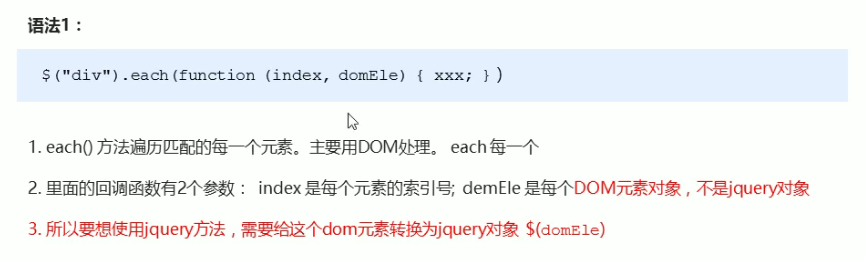 语法1：
$("div").each(function (index, domEle) { xxx; })
1. each() 方法遍历匹配的每一个元素。主要用DOM处理。 each 每一个
2. 里面的回调函数有2个参数： index 是每个元素的索引号; demEle 是每个DOM元素对象，不是jquery对象
3. 所以要想使用jquery方法，需要给这个dom元素转换为jquery对象 $(domEle)